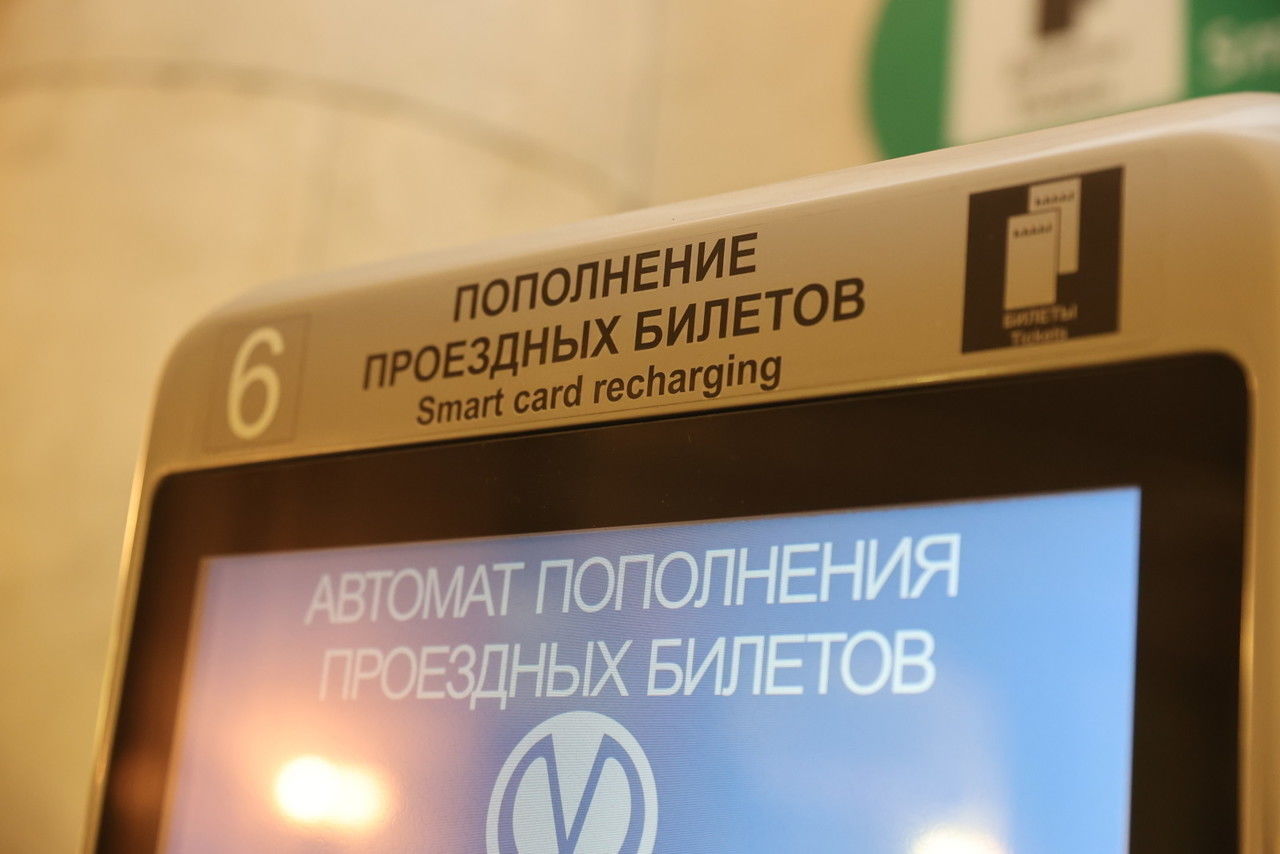 6
ПОПОЛНЕНИЕ
ПРОЕЗДНЫХ БИЛЕТОВ
Smart card recharging
БИЛЕТЫ
Tickets
АВТОМАТ ПОПОЛНЕНИЯ
ПРОЕЗДНЫХ БИЛЕТОВ